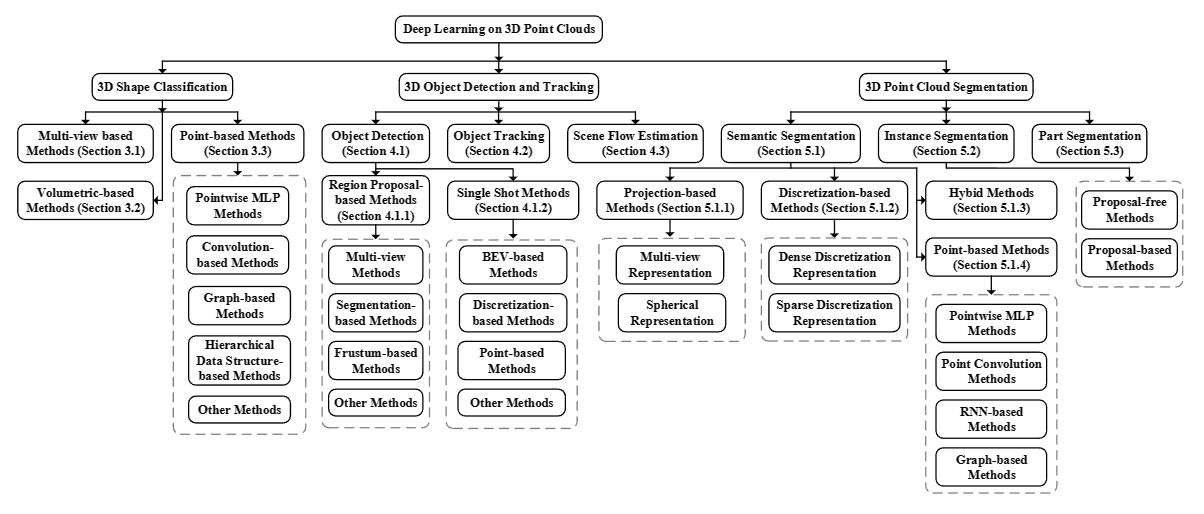 Deep Learning on 3D Point Clouds
3D Shape Classification
3D Object Detection and Tracking
3D Point Cloud Segmentation
Multi-view based
Methods (Section 3.1)
Point-based Methods
(Section 3.3)
Object Detection
(Section 4.1)
Object Tracking
(Section 4.2)
Scene Flow Estimation
(Section 4.3)
Semantic Segmentation
(Section 5.1)
Instance Segmentation
(Section 5.2)
Part Segmentation
(Section 5.3)
Volumetric-based
Methods (Section 3.2)
Pointwise MLP
Methods
Convolution-
based Methods
Graph-based
Methods
Hierarchical
Data Structure-
based Methods
Other Methods
Region Proposal-
based Methods
(Section 4.1.1)
Multi-view
Methods
Segmentation-
based Methods
Frustum-based
Methods
Other Methods
Single Shot Methods
(Section 4.1.2)
BEV-based
Methods
Discretization-
based Methods
Point-based
Methods
Other Methods
Projection-based
Methods (Section 5.1.1)
Multi-view
Representation
Spherical
Representation
Discretization-based
Methods (Section 5.1.2)
Dense Discretization
Representation
Sparse Discretization
Representation
Hybid Methods
(Section 5.1.3)
Point-based Methods
(Section 5.1.4)
Pointwise MLP
Methods
Point Convolution
Methods
RNN-based
Methods
Graph-based
Methods
Proposal-free
Methods
Proposal-based
Methods